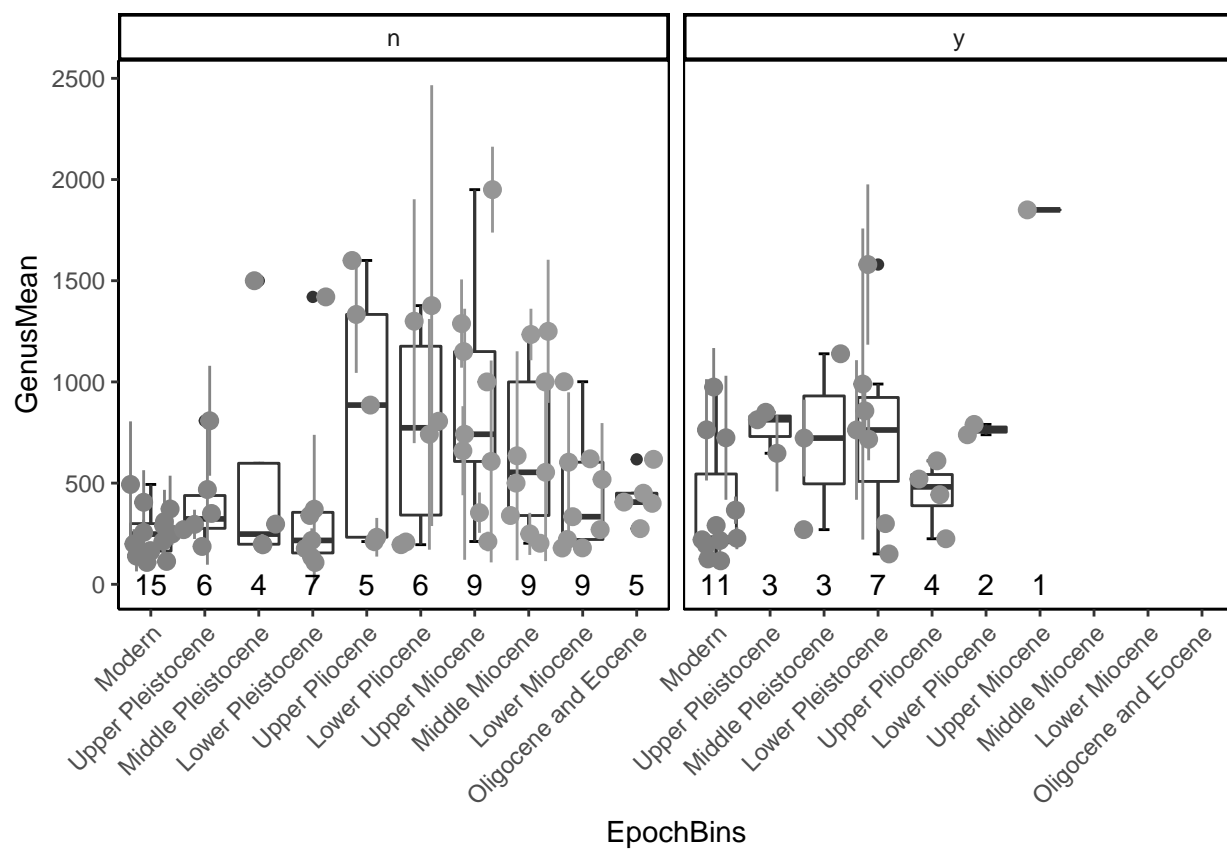 n y
GenusMean
2500
2000
1500
1000
500
0
15 6 4 7 5 6 9 9 9 5
11 3 3 7 4 2 1
Modern
Upper Pleistocene
Middle Pleistocene
Lower Pleistocene
Upper Pliocene
Lower Pliocene
Upper Miocene
Middle Miocene
Lower Miocene
Oligocene and Eocene
Modern
Upper Pleistocene
Middle Pleistocene
Lower Pleistocene
Upper Pliocene
Lower Pliocene
Upper Miocene
Middle Miocene
Lower Miocene
Oligocene and Eocene
EpochBins